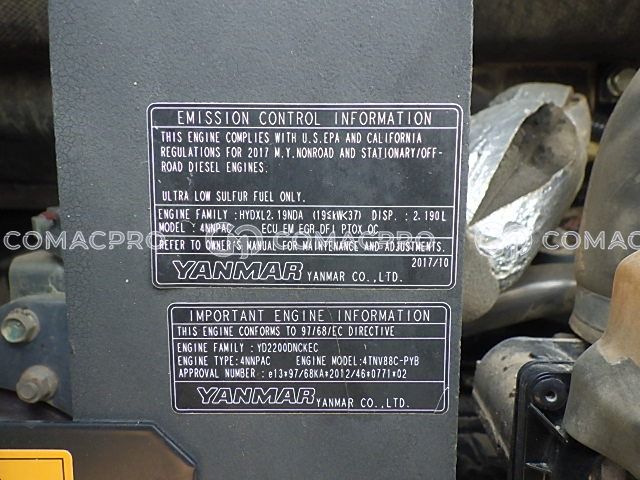 EMISSION CONTROL INFORMATION
THIS ENGINE COMPLIES WITH U.S.EPA AND CALIFORNIA
REGULATIONS FOR 2017 M.Y.NONROAD AND STATIONARY/OFF-
ROAD DIESEL ENGINES.
ULTRA LOW SULFUR FUEL ONLY.
ENGINE FAMILY :HYDXL2.19NDA (19≤kW<37) DISP. : 2.190L
MODEL : 4NNPAC ECU EM EGR DFI PTOX OC
REFER TO OWNER'S MANUAL FOR MAINTENANCE AND ADJUSTMENTS.
2017/10
YANMAR YANMAR CO.,LTD.
IMPORTANT ENGINE INFORMATION
THIS ENGINE CONFORMS TO 97/68/EC DIRECTIVE
ENGINE FAMILY : YD2200DNCKEC
ENGINE TYPE:4NNPAC ENGINE MODEL:4TNV88C-PYB
APPROVAL NUMBER : e13*97/68KA*2012/46*0771*02
YANMAR YANMAR CO.,LTD.
COMACPRO COMACPRO COMACPRO